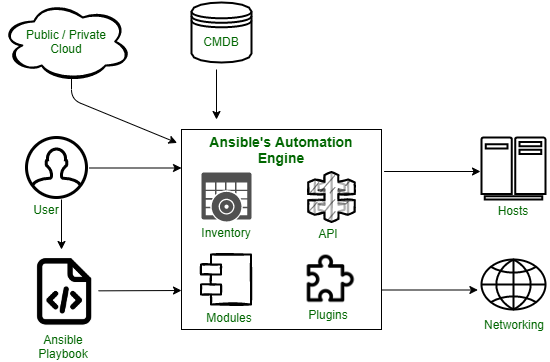 Public / Private
Cloud
CMDB
Ansible's Automation
Engine
User
Inventory
API
Hosts
Modules
Plugins
Ansible
Playbook
Networking